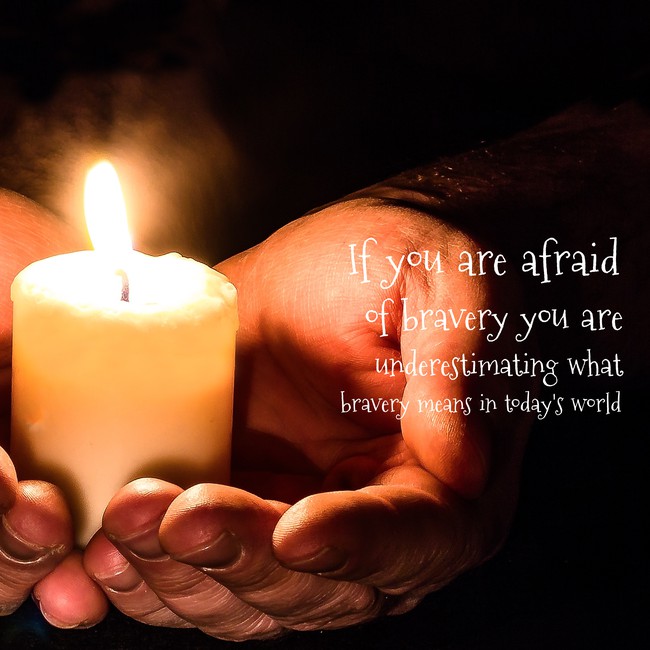 If you are afraid
of bravery you are
underestimating what
bravery means in today's world